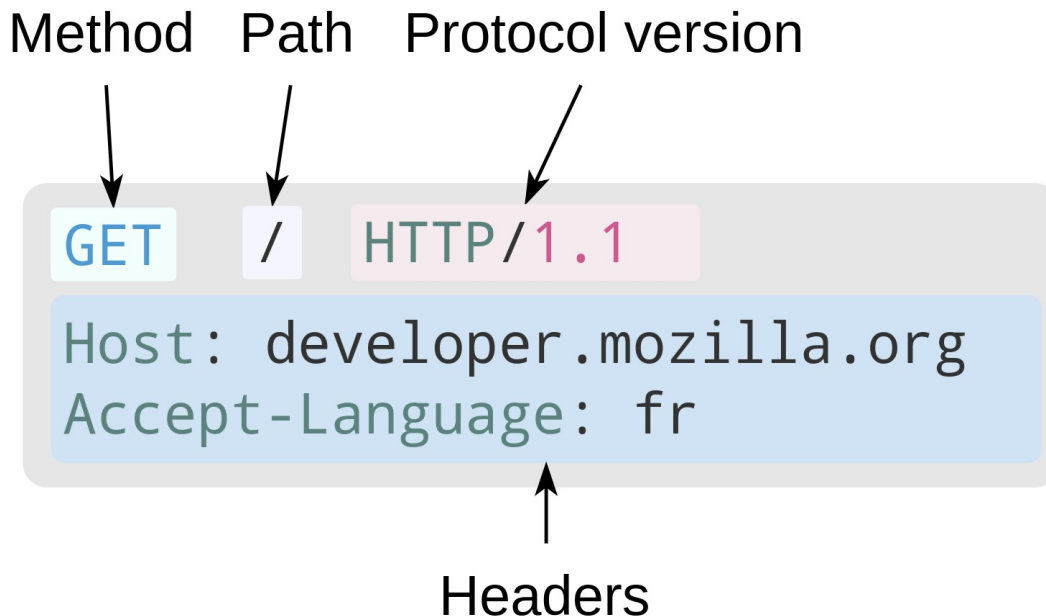 Method Path Protocol version
GET / HTTP/1.1
Host: developer.mozilla.org
Accept-Language: fr
Headers